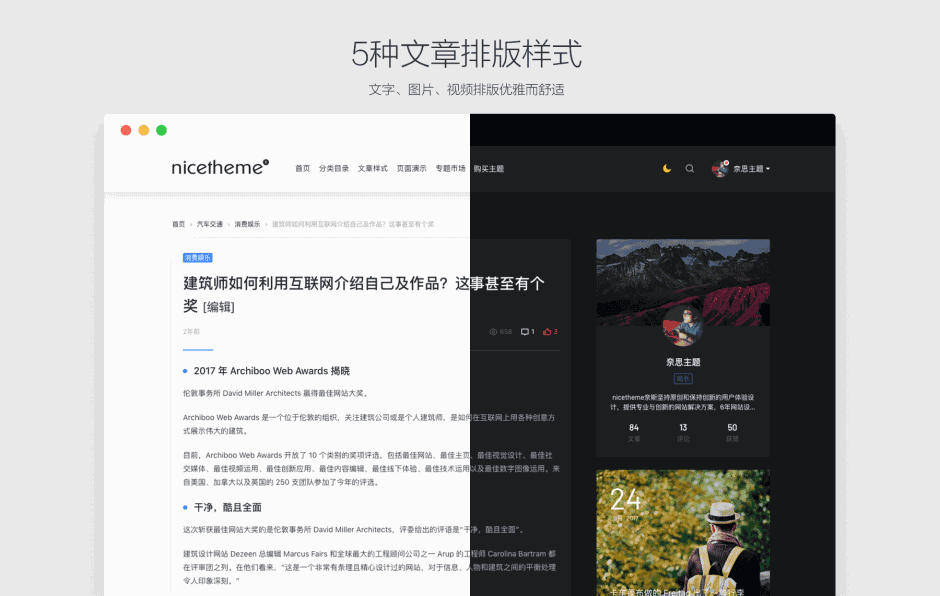 5种文章排版样式
文字、图片、视频排版优雅而舒适
nicetheme
首页 分类目录 文章样式 页面演示 专题市场 购买主题
奈思主题
首页 › 汽车交通 › 消费娱乐 › 建筑师如何利用互联网介绍自己及作品？这事甚至有个奖
消费娱乐
建筑师如何利用互联网介绍自己及作品？这事甚至有个
奖 [编辑]
2年前
658 1 3
2017 年 Archiboo Web Awards 揭晓
伦敦事务所 David Miller Architects 赢得最佳网站大奖。
Archiboo Web Awards 是一个位于伦敦的组织，关注建筑公司或是个人建筑师，是如何在互联网上用各种创意方
式展示伟大的建筑。
目前，Archiboo Web Awards 开放了 10 个类别的奖项评选。包括最佳网站、最佳主页、最佳视觉设计、最佳社
交媒体、最佳视频运用、最佳创新应用、最佳内容编辑、最佳线下体验、最佳技术运用以及最佳数字图像运用。来
自美国、加拿大以及英国的 250 支团队参加了今年的评选。
干净，酷且全面
这次斩获最佳网站大奖的是伦敦事务所 David Miller Architects，评委给出的评语是“干净，酷且全面”。
建筑设计网站 Dezeen 总编辑 Marcus Fairs 和全球最大的工程顾问公司之一 Arup 的工程师 Carolina Bartram 都
在评审团之列。在他们看来，“这是一个非常有条理且精心设计过的网站，对于信息、人物和建筑之间的平衡处理
令人印象深刻。”
奈思主题
站长
nicetheme奈斯坚持原创和保持创新的用户体验设
计，提供专业与创新的网站解决方案，6年网站设...
84 13 50
文章 评论 获赞
24
2017
卡车篷布做的 Freitag 出了一款行李